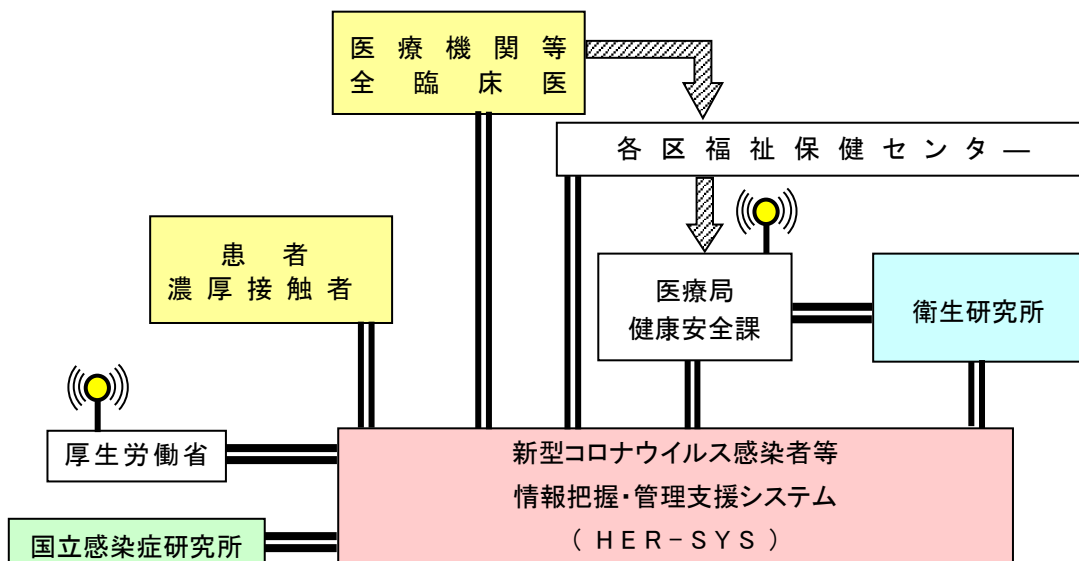 医療機関等
全臨床医
各区福祉保健センター
患者
濃厚接触者
医療局
健康安全課
衛生研究所
厚生労働省
新型コロナウイルス感染者等
情報把握・管理支援システム
（HER-SYS）
国立感染症研究所